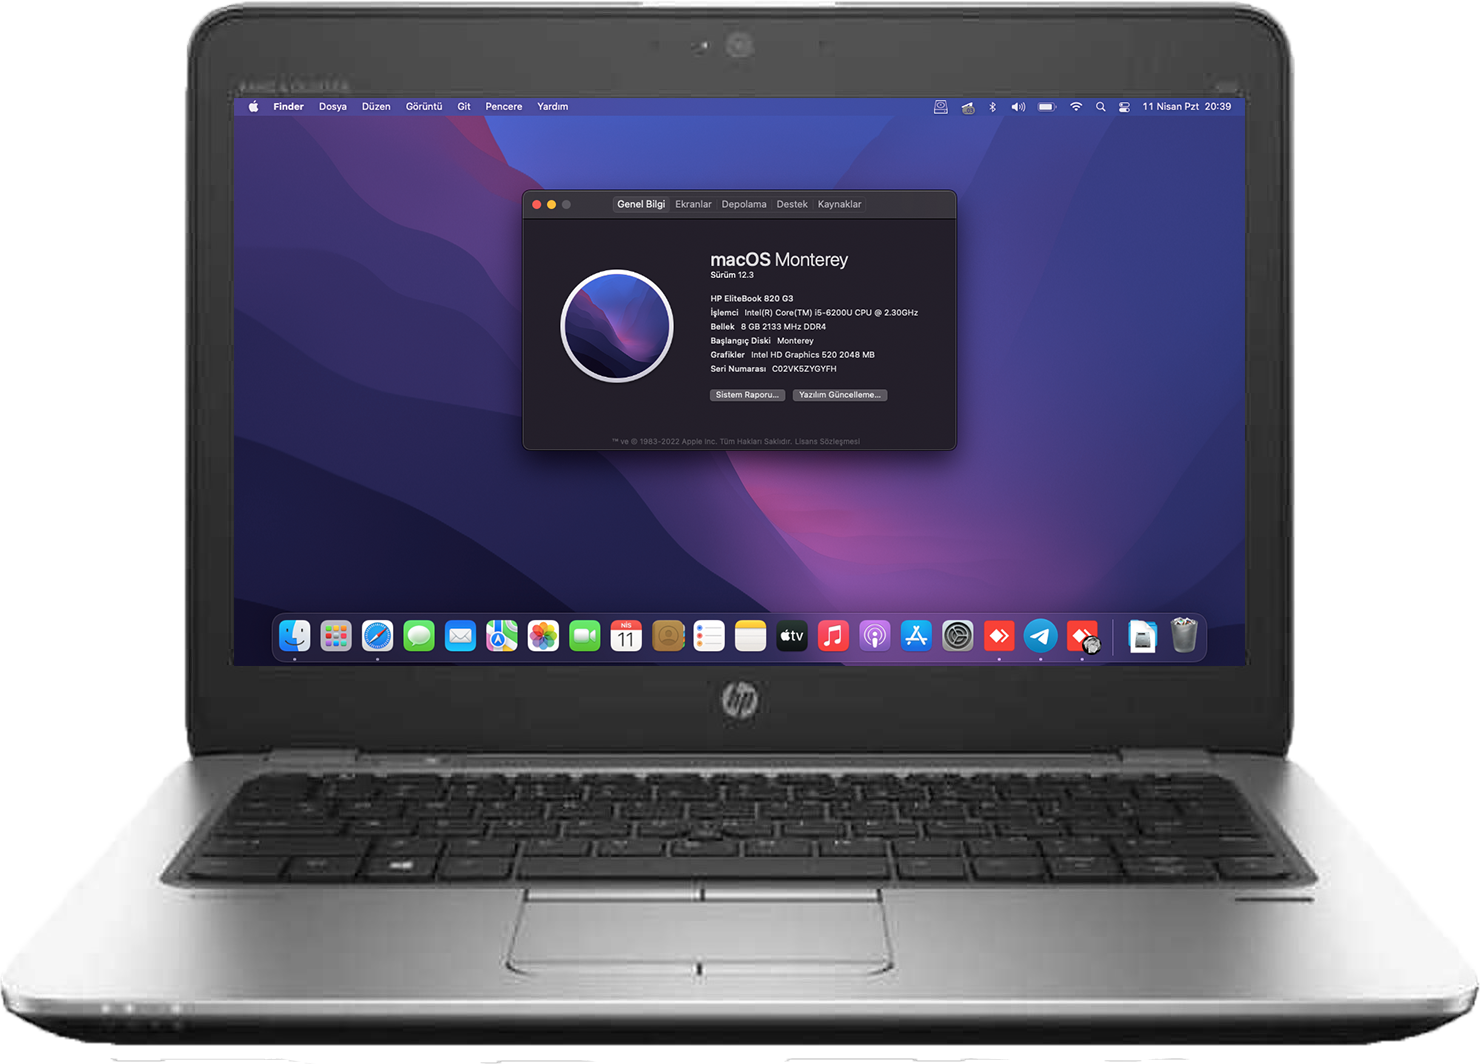 Finder Dosya Düzen Görüntü Git Pencere Yardım 11 Nisan Pzt 20:39
Genel Bilgi Ekranlar Depolama Destek Kaynaklar
macOS Monterey
Sürüm 12.3
HP EliteBook 820 G3
İşlemci Intel(R) Core(TM) i5-6200U CPU @ 2.30GHz
Bellek 8 GB 2133 MHz DDR4
Başlangıç Diski Monterey
Grafikler Intel HD Graphics 520 2048 MB
Seri Numarası C02VK5ZYGYFH
Sistem Raporu... Yazılım Güncelleme...
™ ve © 1983-2022 Apple Inc. Tüm Hakları Saklıdır. Lisans Sözleşmesi
NİS
11
tv
hp